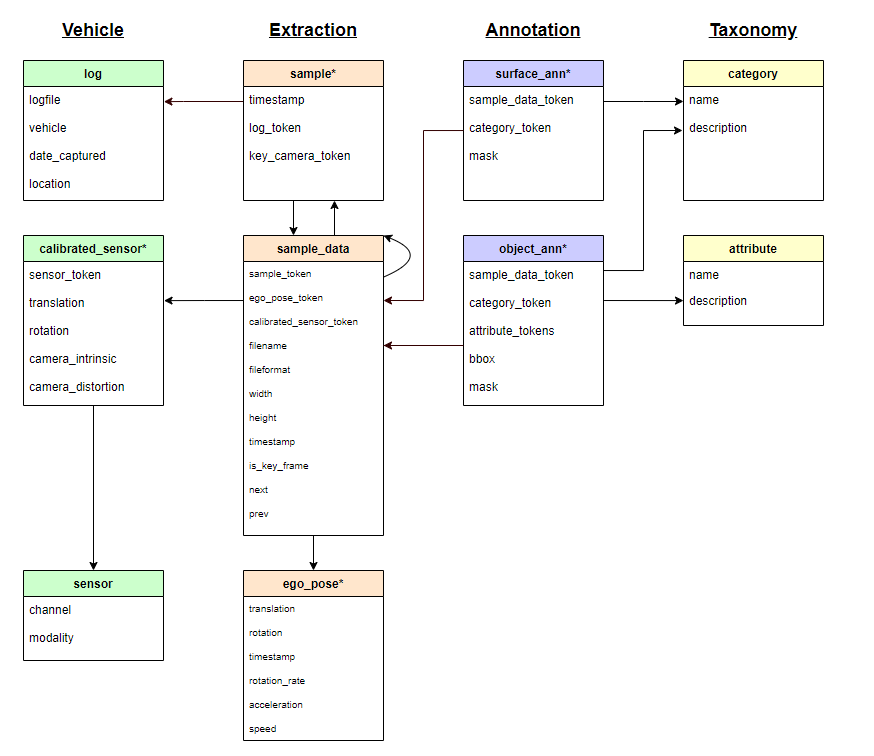 Vehicle
Extraction
Annotation
Taxonomy
log
logfile
vehicle
date_captured
location
sample*
timestamp
log_token
key_camera_token
surface_ann*
sample_data_token
category_token
mask
category
name
description
calibrated_sensor*
sensor_token
translation
rotation
camera_intrinsic
camera_distortion
sample_data
sample_token
ego_pose_token
calibrated_sensor_token
filename
fileformat
width
height
timestamp
is_key_frame
next
prev
object_ann*
sample_data_token
category_token
attribute_tokens
bbox
mask
attribute
name
description
sensor
channel
modality
ego_pose*
translation
rotation
timestamp
rotation_rate
acceleration
speed